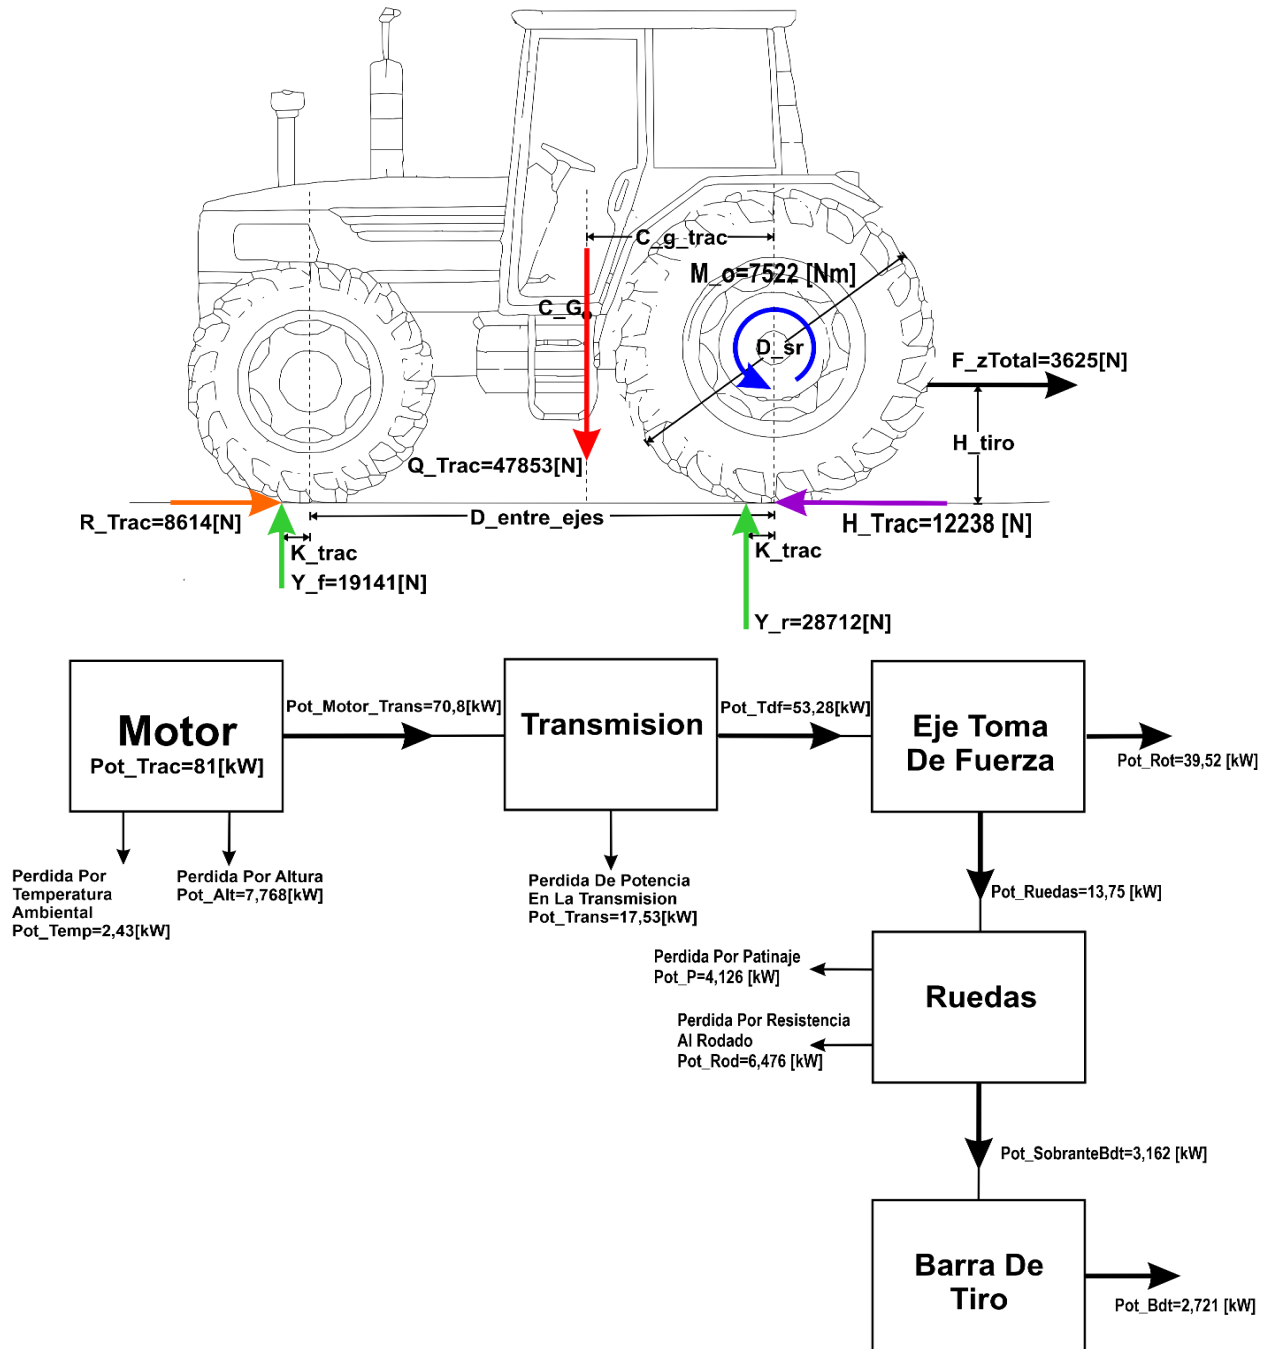 C_g_trac
M_o=7522 [Nm]
C_G
D_sr
F_zTotal=3625[N]
H_tiro
Q_Trac=47853[N]
R_Trac=8614[N]
D_entre_ejes
H_Trac=12238 [N]
K_trac
K_trac
Y_f=19141[N]
Y_r=28712[N]
Motor
Pot_Trac=81[kW]
Pot_Motor_Trans=70,8[kW]
Transmision
Pot_Tdf=53,28[kW]
Eje Toma
De Fuerza
Pot_Rot=39,52 [kW]
Perdida Por
Temperatura
Ambiental
Pot_Temp=2,43[kW]
Perdida Por Altura
Pot_Alt=7,768[kW]
Perdida De Potencia
En La Transmision
Pot_Trans=17,53[kW]
Pot_Ruedas=13,75 [kW]
Perdida Por Patinaje
Pot_P=4,126 [kW]
Perdida Por Resistencia
Al Rodado
Pot_Rod=6,476 [kW]
Ruedas
Pot_SobranteBdt=3,162 [kW]
Barra De
Tiro
Pot_Bdt=2,721 [kW]